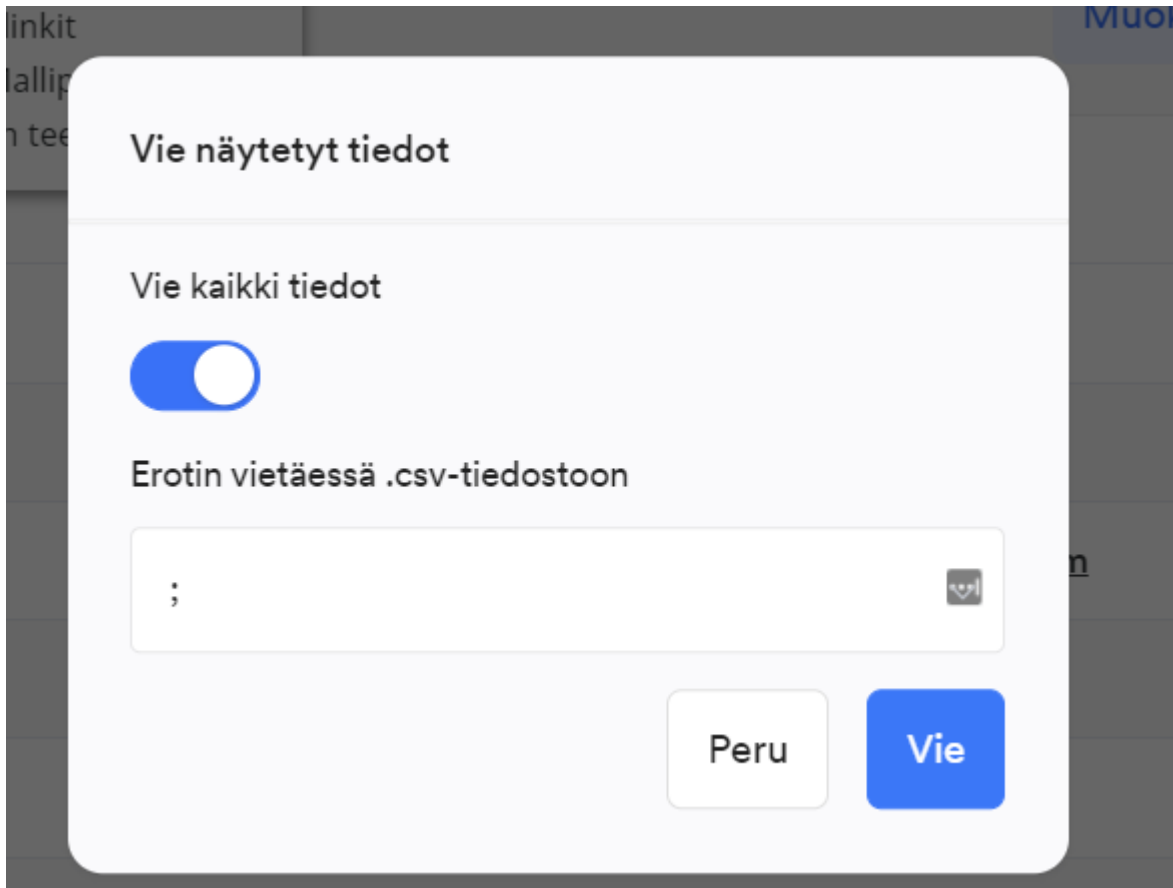 linkit
Vie näytetyt tiedot
Vie kaikki tiedot
Erotin vietäessä .csv-tiedostoon
;
Peru
Vie